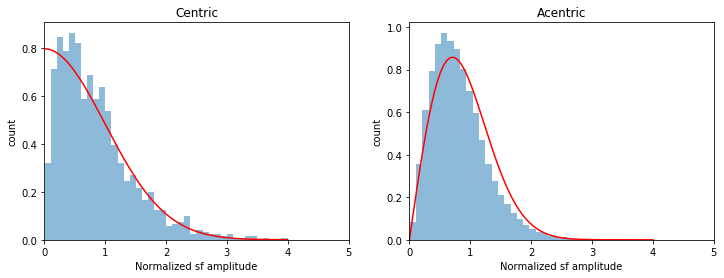 Centric
count
0.8
0.6
0.4
0.2
0.0
0 1 2 3 4 5
Normalized sf amplitude
Acentric
count
1.0
0.8
0.6
0.4
0.2
0.0
0 1 2 3 4 5
Normalized sf amplitude